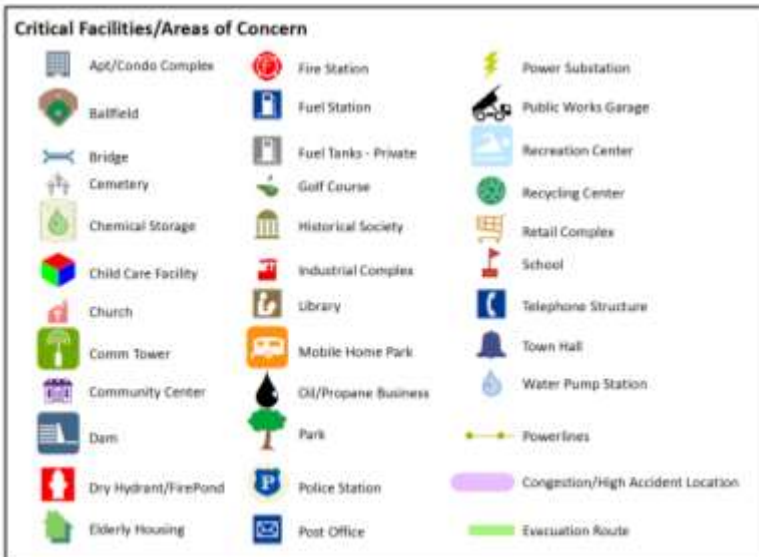 Critical Facilities/Areas of Concern
Apt/Condo Complex
Ballfield
Bridge
Cemetery
Chemical Storage
Child Care Facility
Church
Comm Tower
Community Center
Dam
Dry Hydrant/FirePond
Elderly Housing
Fire Station
Fuel Station
Fuel Tanks - Private
Golf Course
Historical Society
Industrial Complex
Library
Mobile Home Park
Oil/Propane Business
Park
P
Police Station
Post Office
Power Substation
Public Works Garage
Recreation Center
Recycling Center
Retail Complex
School
Telephone Structure
Town Hall
Water Pump Station
Powerlines
Congestion/High Accident Location
Evacuation Route